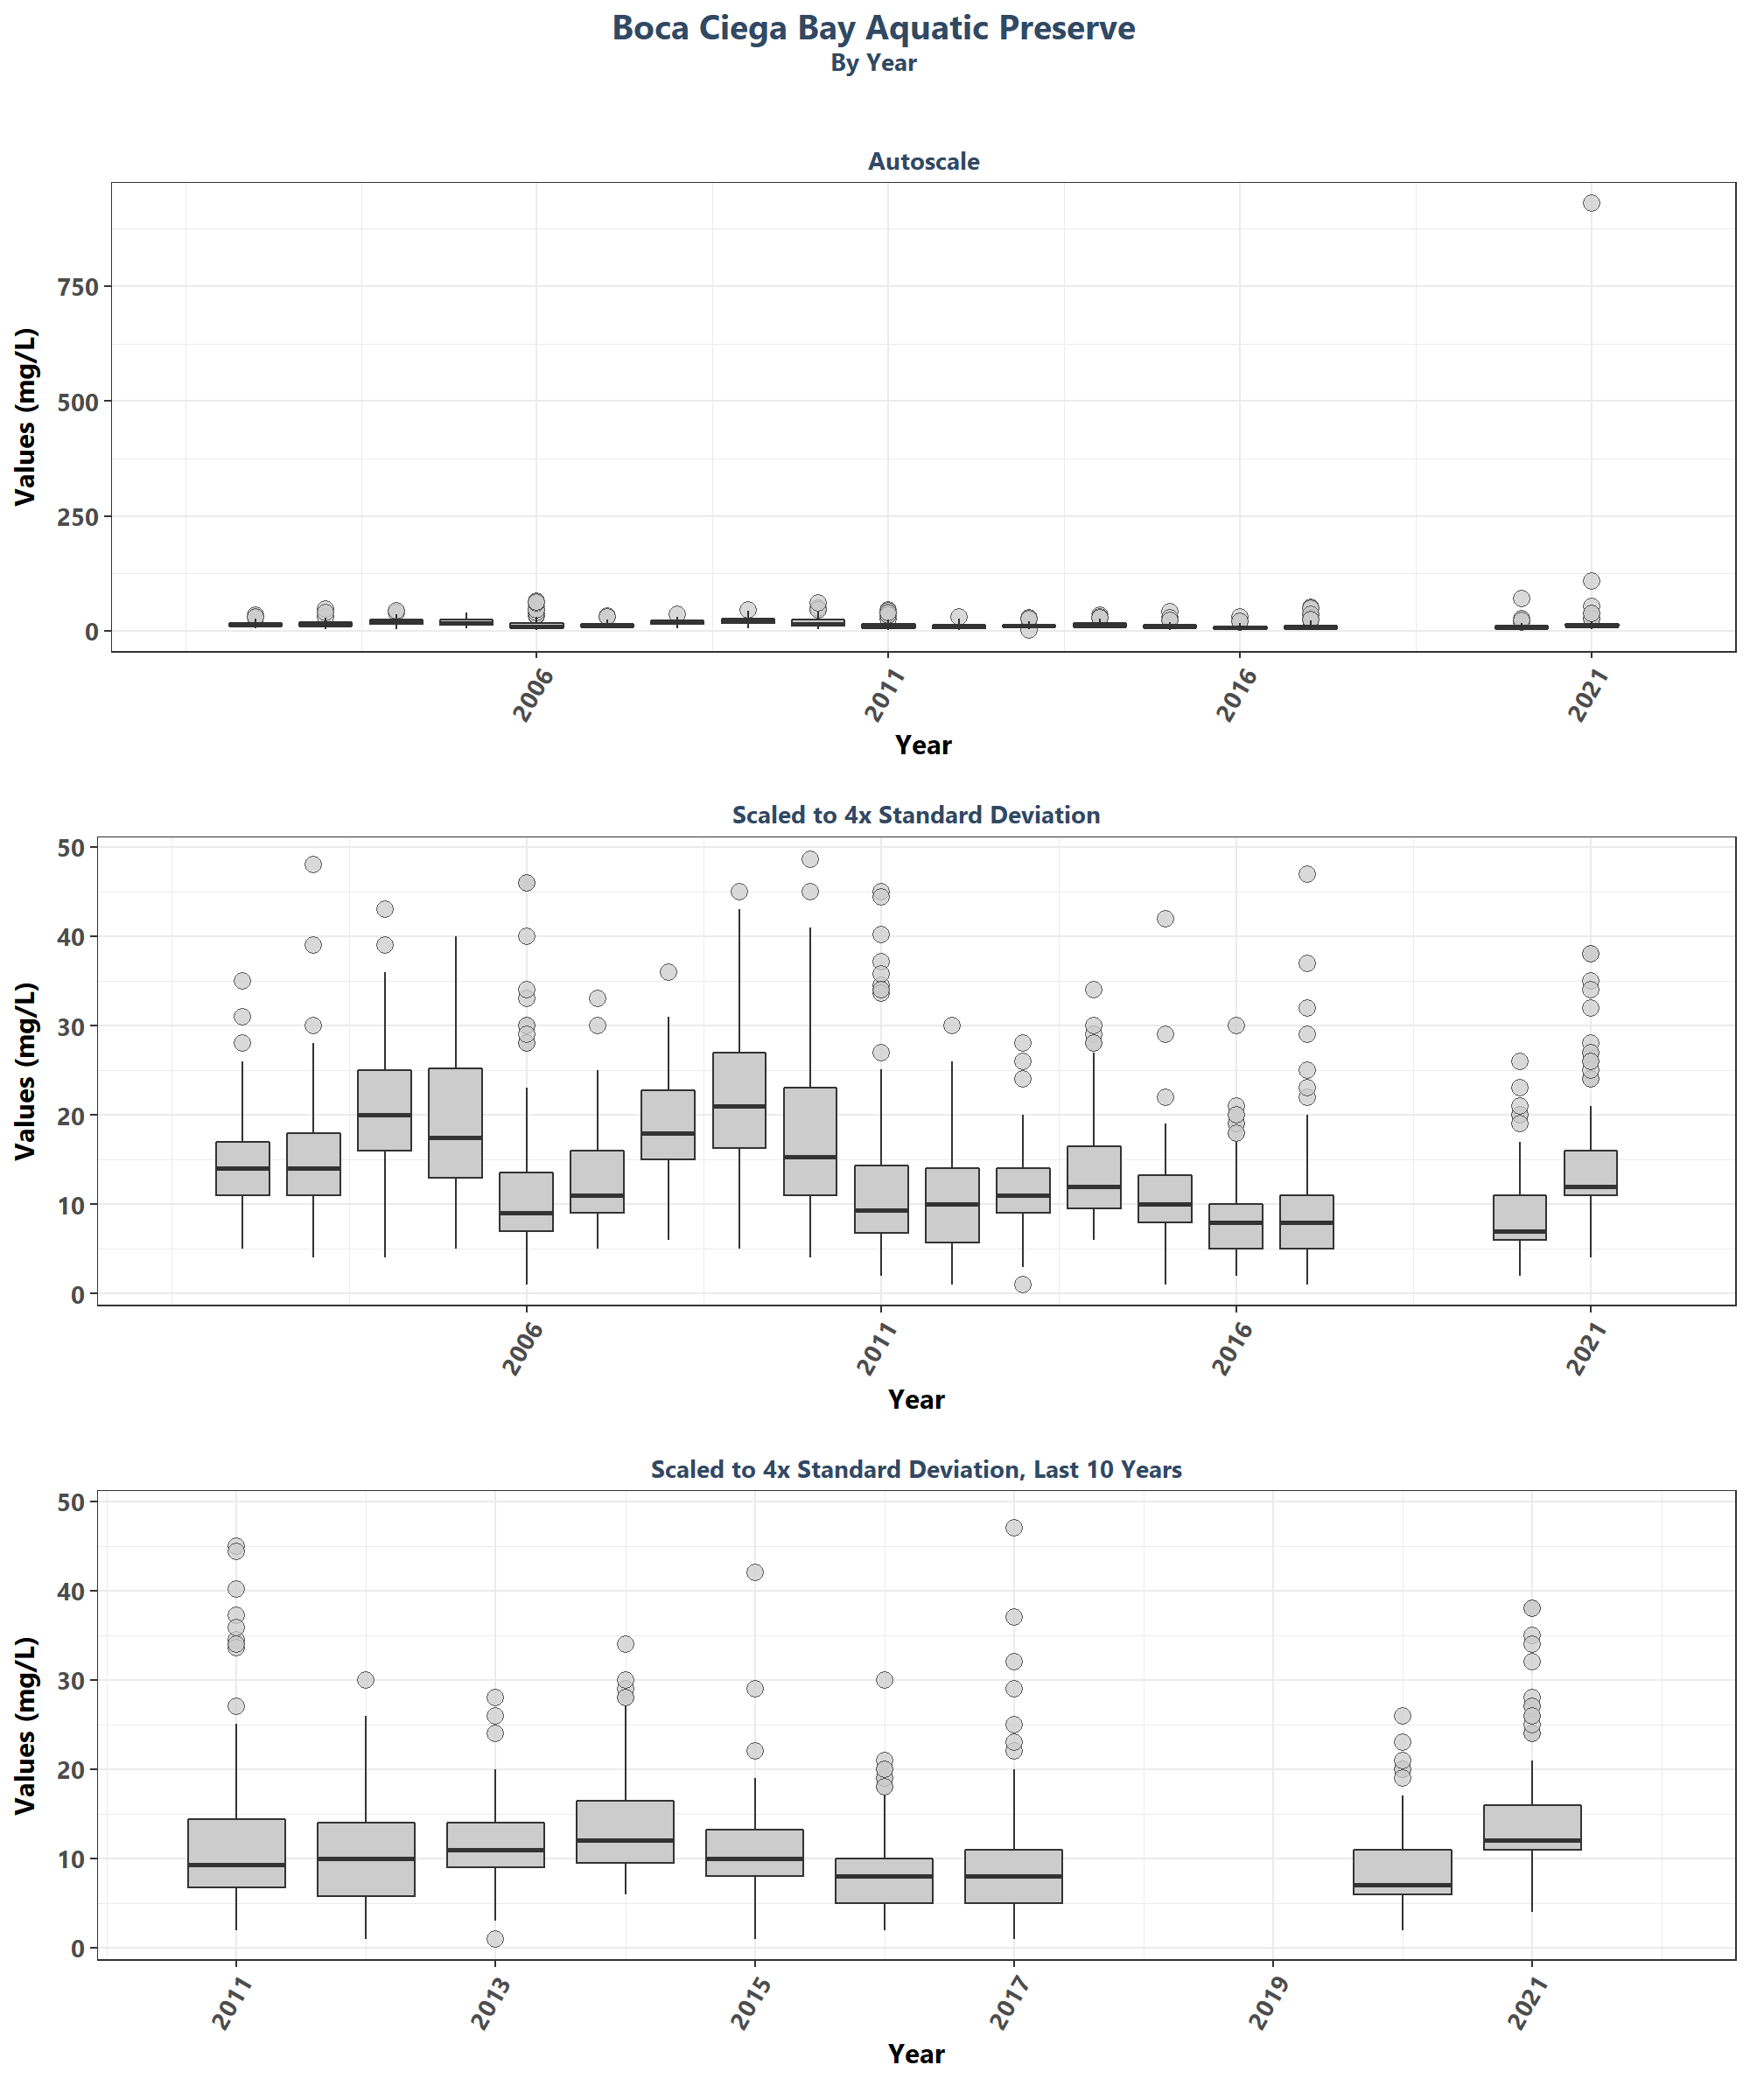 Boca Ciega Bay Aquatic Preserve
By Year
Autoscale
Values (mg/L)
750
500
250
0
2006
2011
2016
2021
Year
Scaled to 4x Standard Deviation
Values (mg/L)
50
40
30
20
10
0
2006
2011
2016
2021
Year
Scaled to 4x Standard Deviation, Last 10 Years
Values (mg/L)
50
40
30
20
10
0
2011
2013
2015
2017
2019
2021
Year